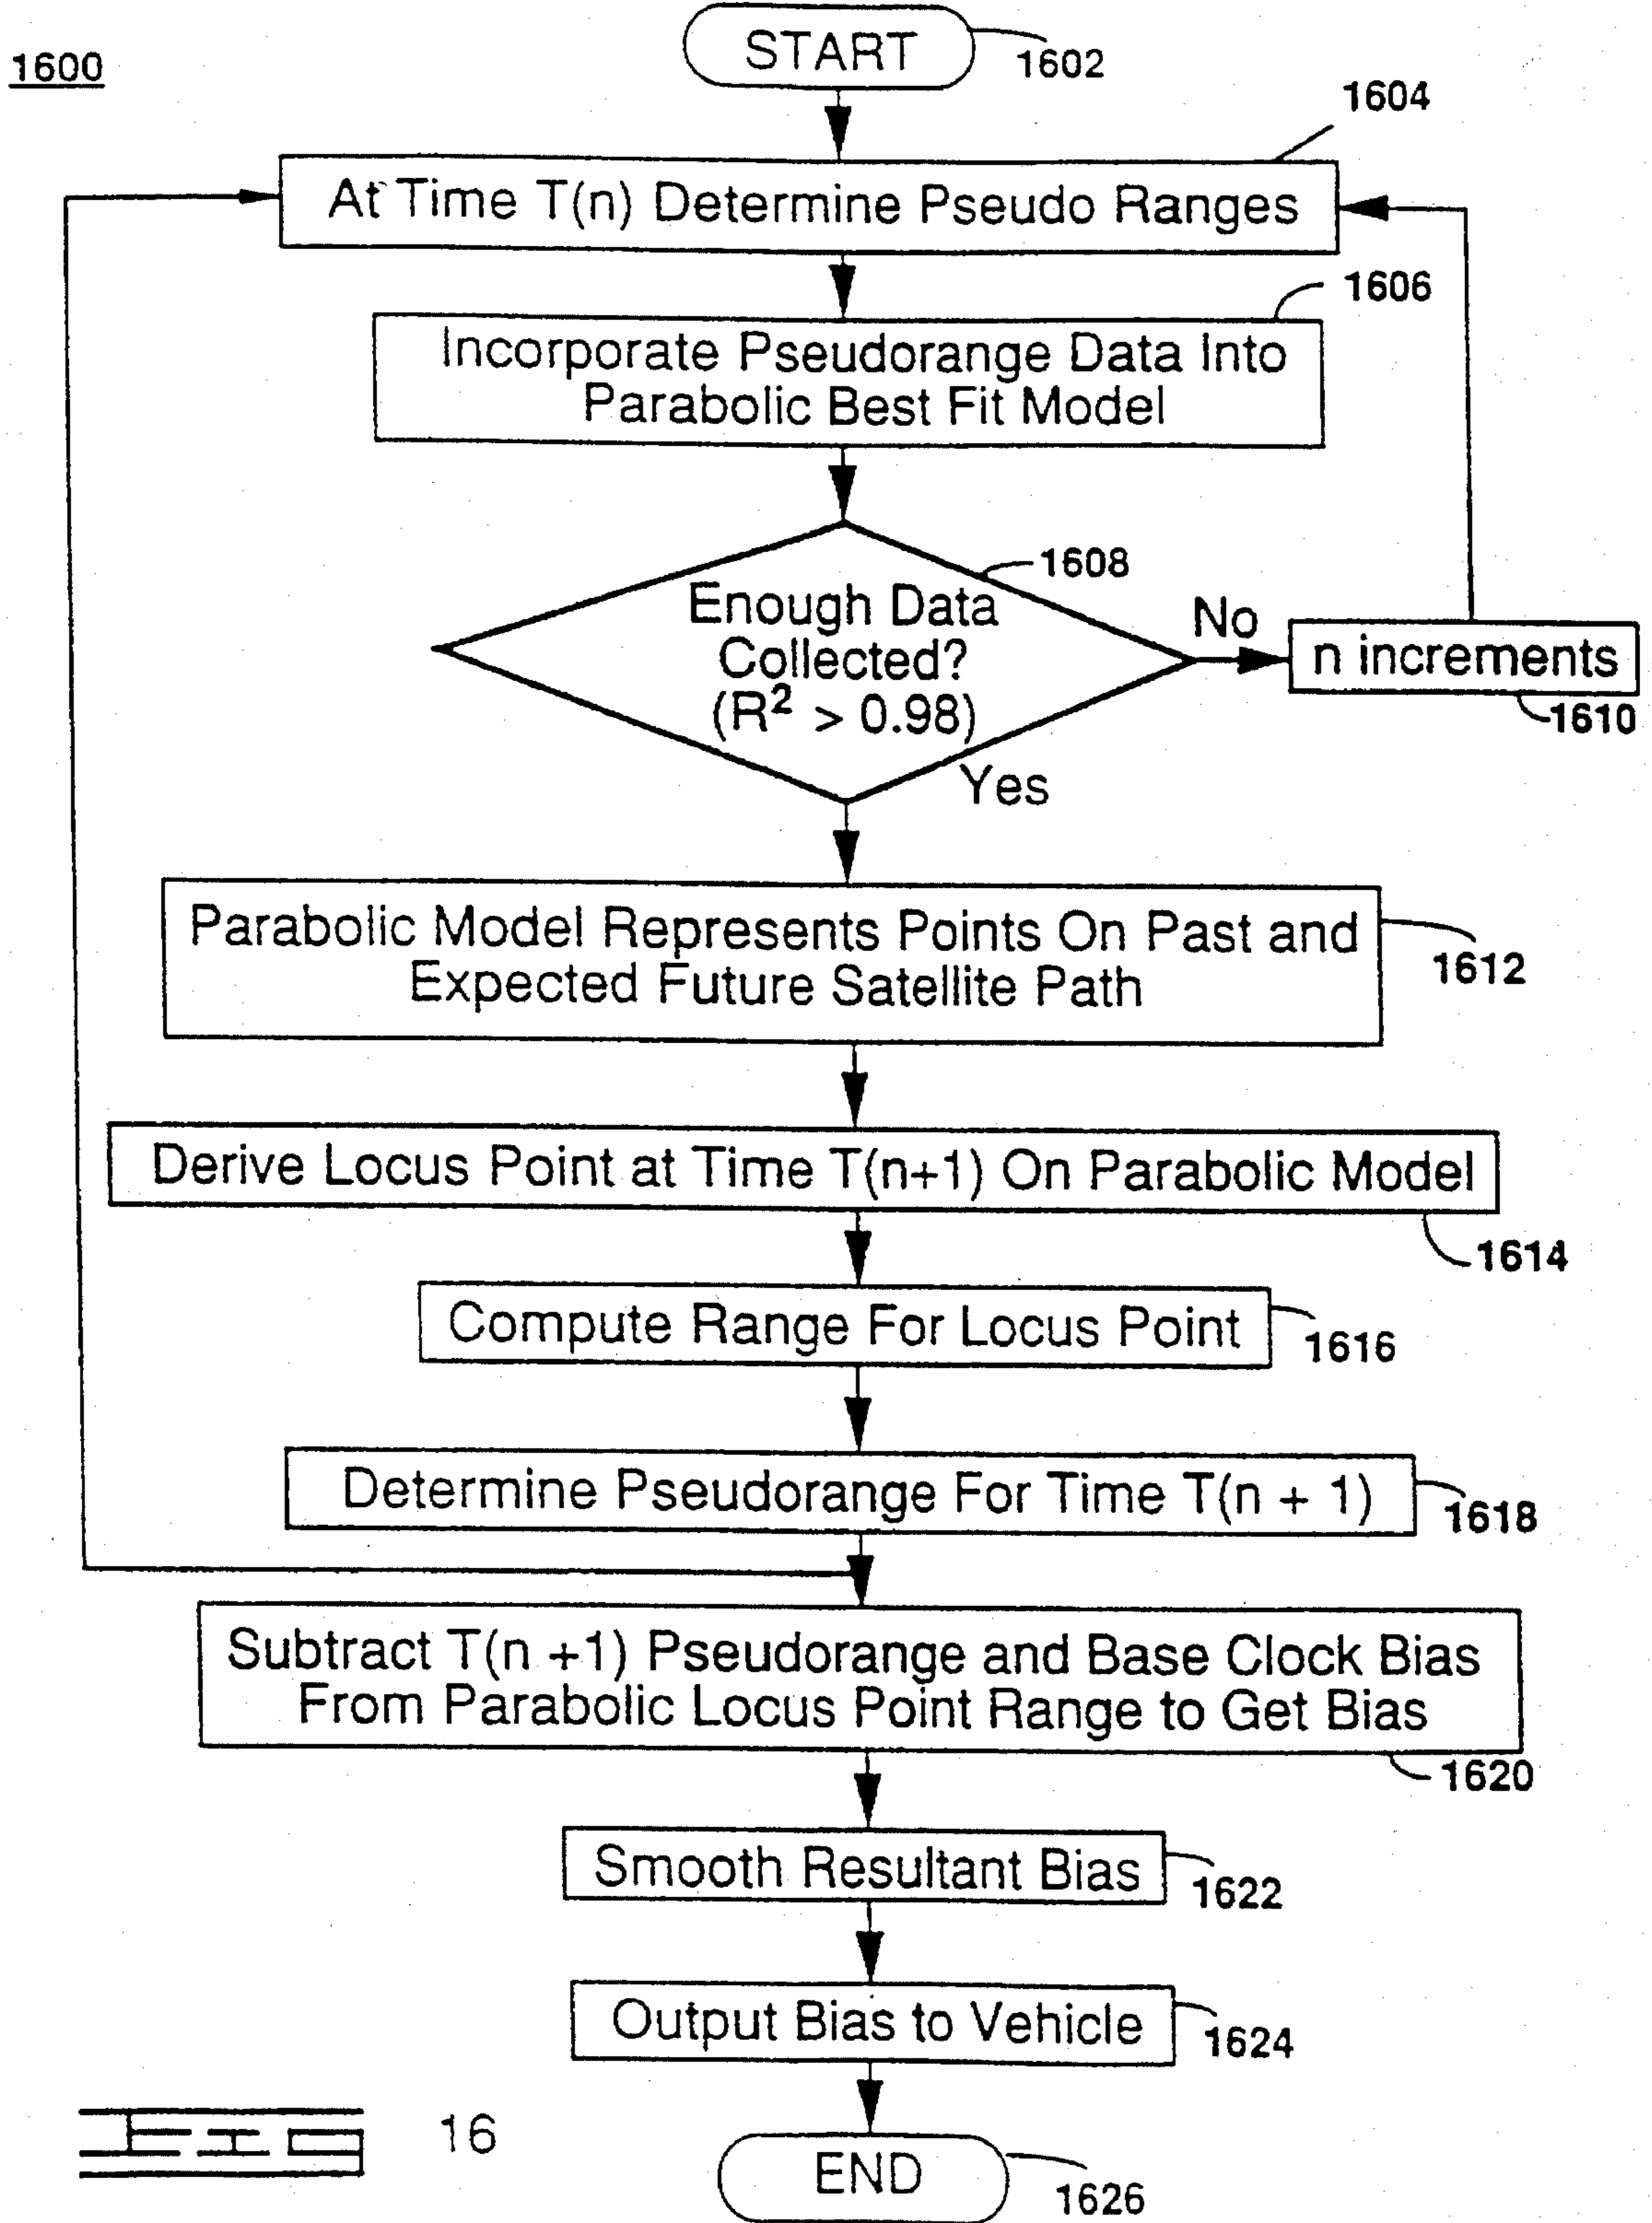 1600
START
1602
1604
At Time T(n) Determine Pseudo Ranges
1606
Incorporate Pseudorange Data Into
Parabolic Best Fit Model
1608
Enough Data
Collected?
(R² > 0.98)
No
n increments
1610
Yes
Parabolic Model Represents Points On Past and
Expected Future Satellite Path
1612
Derive Locus Point at Time T(n+1) On Parabolic Model
1614
Compute Range For Locus Point
1616
Determine Pseudorange For Time T(n + 1)
1618
Subtract T(n +1) Pseudorange and Base Clock Bias
From Parabolic Locus Point Range to Get Bias
1620
Smooth Resultant Bias
1622
Output Bias to Vehicle
1624
FIG 16
END
1626